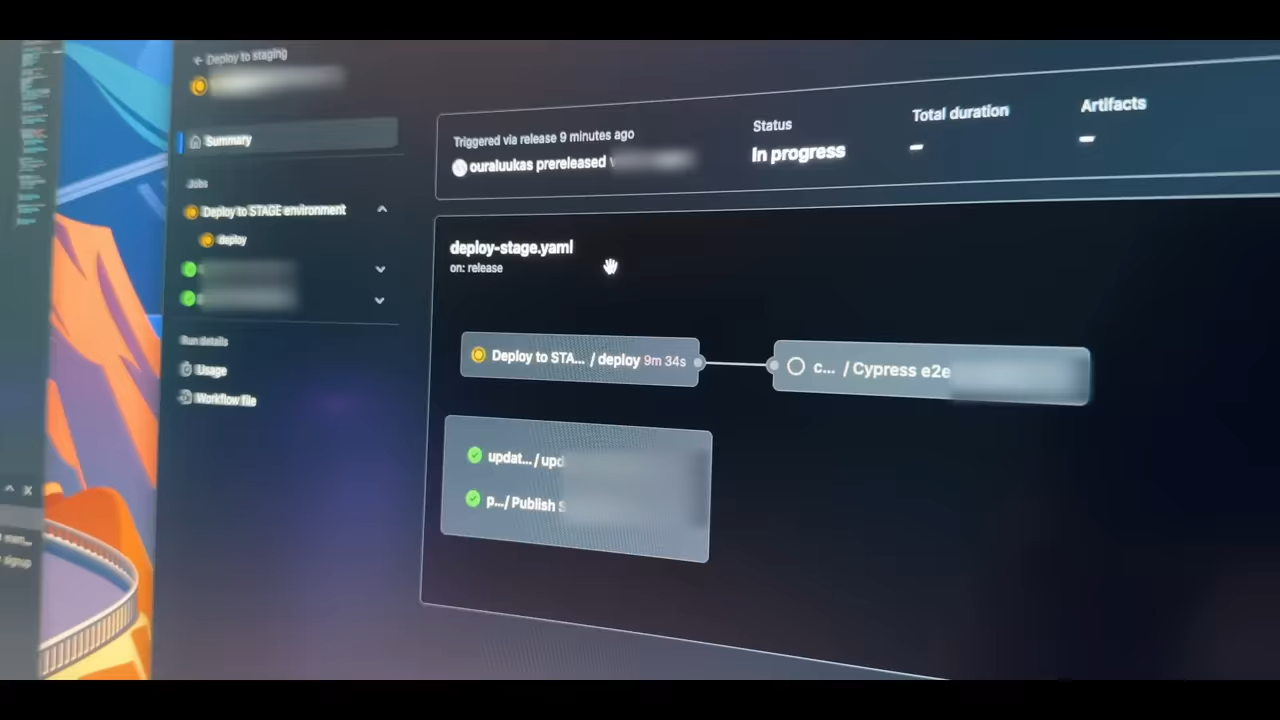 Deploy to staging
Summary
Jobs
Deploy to STAGE environment
deploy
Run details
Usage
Workflow file
Triggered via release 9 minutes ago
ouraluukas prereleased
Status
In progress
Total duration
-
Artifacts
-
deploy-stage.yaml
on: release
Deploy to STA... / deploy 9m 34s
c... / Cypress e2e
updat... / upd
p.../ Publish S
signup